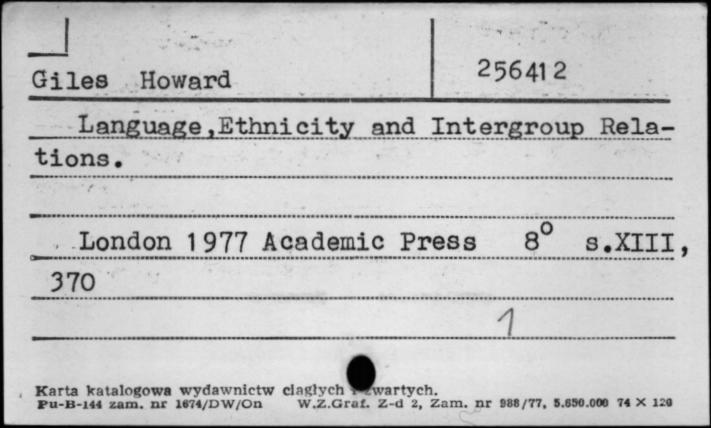 Giles Howard 256412
Language,Ethnicity and Intergroup Rela-
tions.
London 1977 Academic Press 8° s.XIII,
370
1
Karta katalogowa wydawnictw ciągłych i zwartych.
Pu-B-144 zam. nr 1674/DW/On W.Z.Graf. Z-d 2, Zam. nr 988/77, 5.650.000 74 X 120